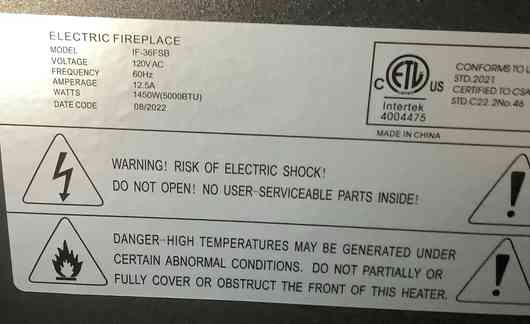 ELECTRIC FIREPLACE
MODEL IF-36FSB
VOLTAGE 120V AC
FREQUENCY 60Hz
AMPERAGE 12.5A
WATTS 1450W(5000BTU)
DATE CODE 08/2022
C ETL US
Intertek
4004475
CONFORMS TO U
STD.2021
CERTIFIED TO CSA
STD.C22.2No.46
MADE IN CHINA
WARNING! RISK OF ELECTRIC SHOCK!
DO NOT OPEN! NO USER-SERVICEABLE PARTS INSIDE!
DANGER-HIGH TEMPERATURES MAY BE GENERATED UNDER
CERTAIN ABNORMAL CONDITIONS. DO NOT PARTIALLY OR
FULLY COVER OR OBSTRUCT THE FRONT OF THIS HEATER.